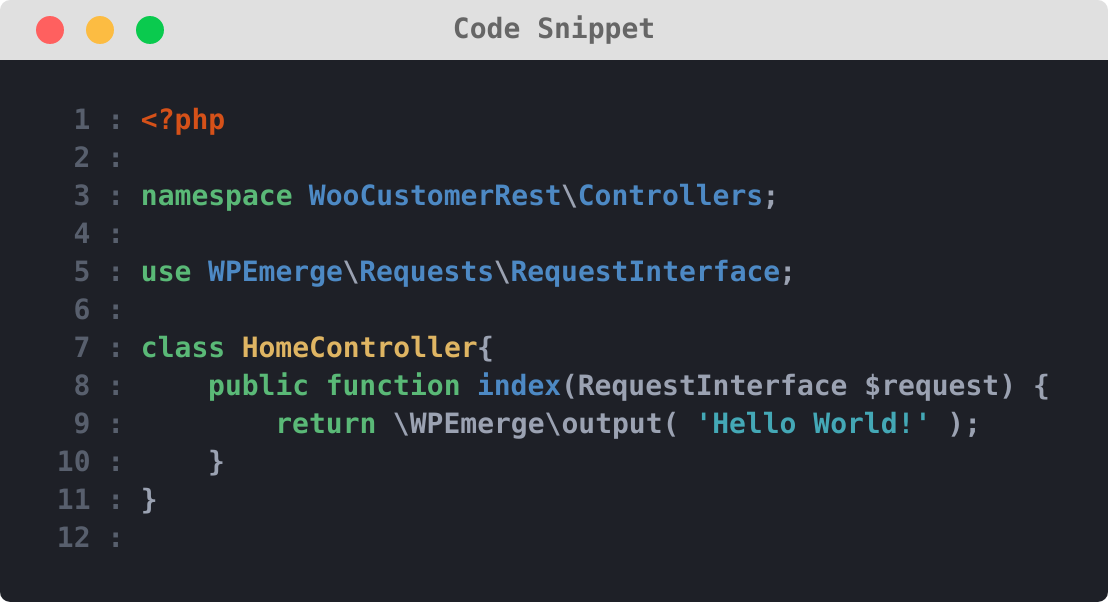 Code Snippet
1 : <?php
2 :
3 : namespace WooCustomerRest\Controllers;
4 :
5 : use WPEmerge\Requests\RequestInterface;
6 :
7 : class HomeController{
8 :     public function index(RequestInterface $request) {
9 :         return \WPEmerge\output( 'Hello World!' );
10 :     }
11 : }
12 :